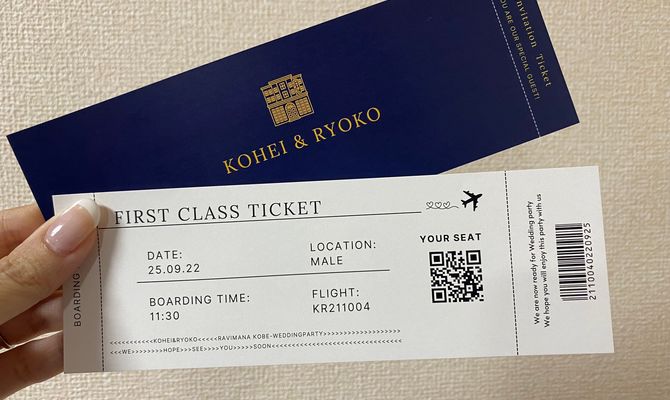 Invitation Ticket
YOU ARE OUR SPECIAL GUEST!
KOHEI & RYOKO
BOARDING
FIRST CLASS TICKET
DATE:
25.09.22
LOCATION:
MALE
BOARDING TIME:
11:30
FLIGHT:
KR211004
<<<<<<<<<<<KOHEI&RYOKO<<<<<RAVIMANA KOBE-WEDDINGPARTY>>>>>>>>>>>>>>>>>>>
<<<WE>>>>>>>>HOPE>>>SEE>>>>YOU>>>>>SOON<<<<<<<<<<<<<<<<<<<<<<<<<<<<<<<<
YOUR SEAT
We are now ready for Wedding party
We hope you will enjoy this party with us
2110040220925